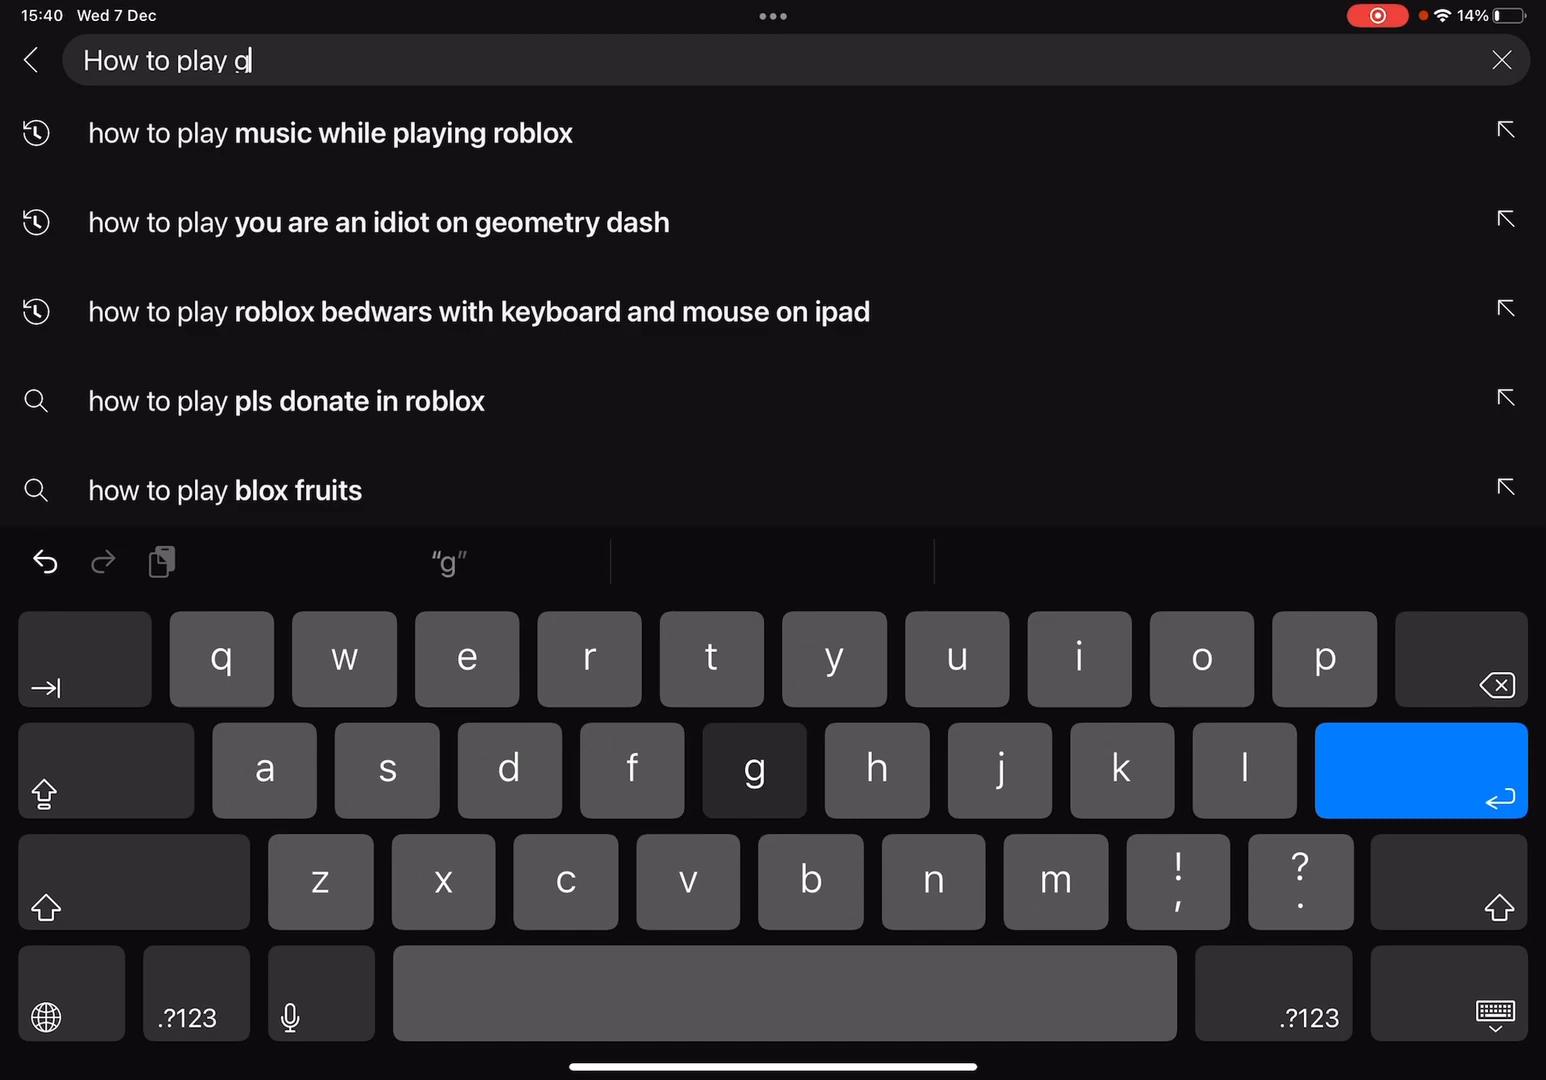 15:40 Wed 7 Dec
14%
How to play g
how to play music while playing roblox
how to play you are an idiot on geometry dash
how to play roblox bedwars with keyboard and mouse on ipad
how to play pls donate in roblox
how to play blox fruits
“g”
q w e r t y u i o p
a s d f g h j k l
z x c v b n m ! , ? .
.?123 .?123